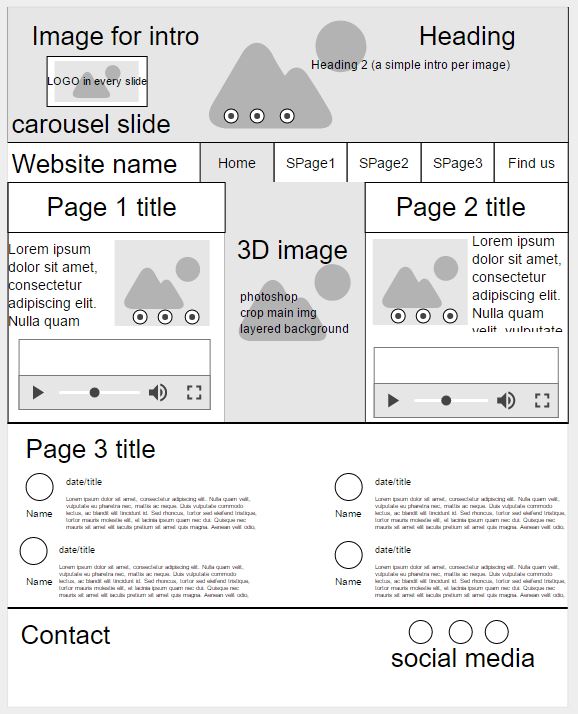 Image for intro
Heading
Heading 2 (a simple intro per image)
LOGO in every slide
carousel slide
Website name
Home
SPage1
SPage2
SPage3
Find us
Page 1 title
Lorem ipsum
dolor sit amet,
consectetur
adipiscing elit.
Nulla quam
3D image
photoshop
crop main img
layered background
Page 2 title
Lorem ipsum
dolor sit amet,
consectetur
adipiscing elit.
Nulla quam
velit, vulputate
Page 3 title
date/title
Name
Lorem ipsum dolor sit amet, consectetur adipiscing elit. Nulla quam velit,
vulputate eu pharetra nec, mattis ac neque. Duis vulputate commodo
lectus, ac blandit elit tincidunt id. Sed rhoncus, tortor sed eleifend tristique,
tortor mauris molestie elit, et lacinia ipsum quam nec dui. Quisque nec
mauris sit amet elit iaculis pretium sit amet quis magna. Aenean velit odio,
date/title
Name
Lorem ipsum dolor sit amet, consectetur adipiscing elit. Nulla quam velit,
vulputate eu pharetra nec, mattis ac neque. Duis vulputate commodo
lectus, ac blandit elit tincidunt id. Sed rhoncus, tortor sed eleifend tristique,
tortor mauris molestie elit, et lacinia ipsum quam nec dui. Quisque nec
mauris sit amet elit iaculis pretium sit amet quis magna. Aenean velit odio,
date/title
Name
Lorem ipsum dolor sit amet, consectetur adipiscing elit. Nulla quam velit,
vulputate eu pharetra nec, mattis ac neque. Duis vulputate commodo
lectus, ac blandit elit tincidunt id. Sed rhoncus, tortor sed eleifend tristique,
tortor mauris molestie elit, et lacinia ipsum quam nec dui. Quisque nec
mauris sit amet elit iaculis pretium sit amet quis magna. Aenean velit odio,
date/title
Name
Lorem ipsum dolor sit amet, consectetur adipiscing elit. Nulla quam velit,
vulputate eu pharetra nec, mattis ac neque. Duis vulputate commodo
lectus, ac blandit elit tincidunt id. Sed rhoncus, tortor sed eleifend tristique,
tortor mauris molestie elit, et lacinia ipsum quam nec dui. Quisque nec
mauris sit amet elit iaculis pretium sit amet quis magna. Aenean velit odio,
Contact
social media